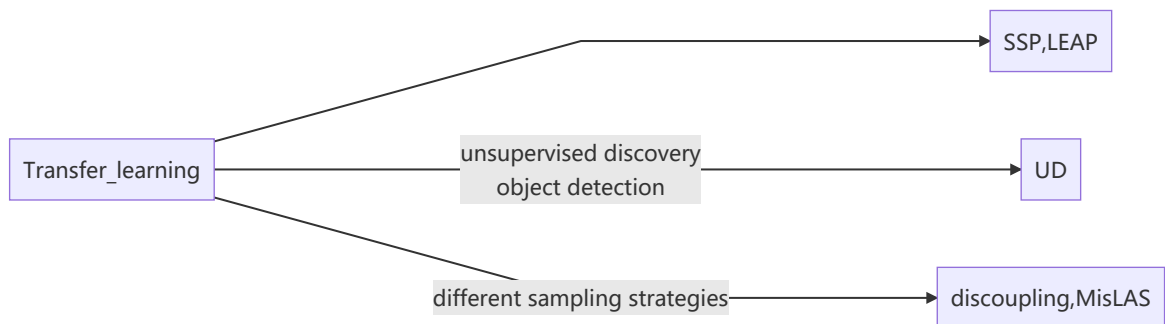 SSP,LEAP
Transfer_learning
unsupervised discovery
object detection
UD
different sampling strategies
discoupling,MisLAS